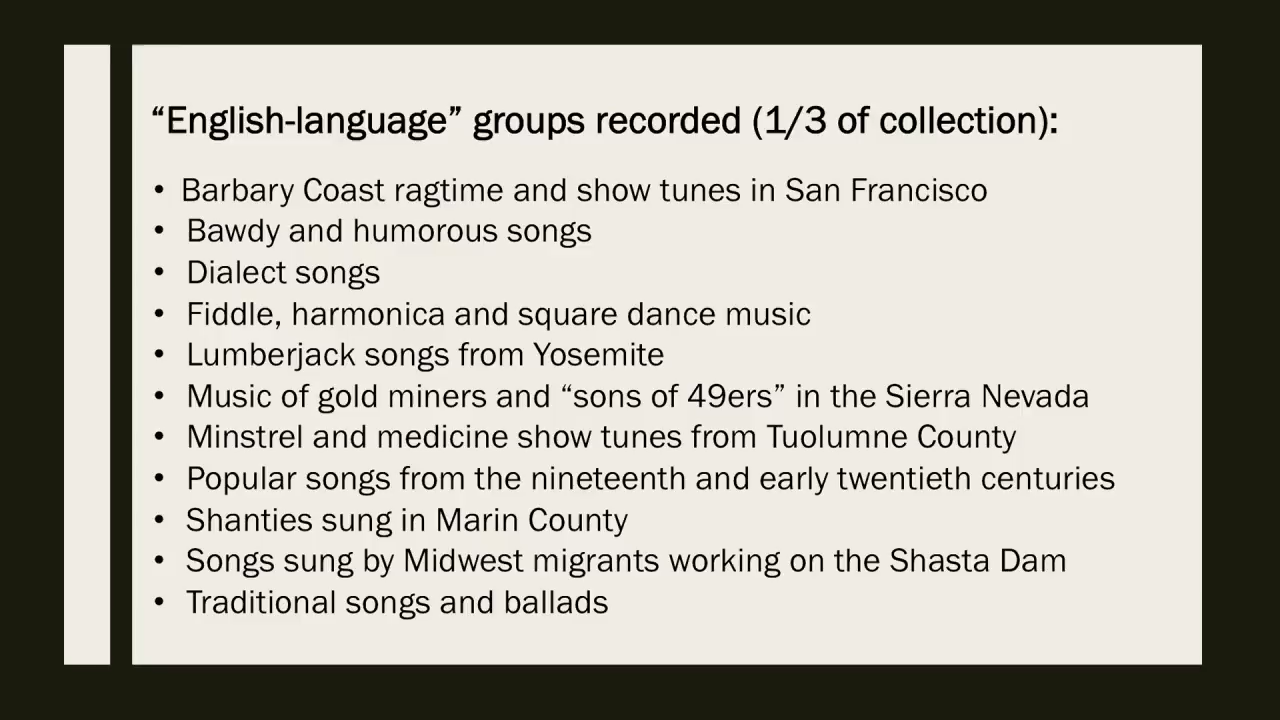 “English-language” groups recorded (1/3 of collection):
• Barbary Coast ragtime and show tunes in San Francisco
• Bawdy and humorous songs
• Dialect songs
• Fiddle, harmonica and square dance music
• Lumberjack songs from Yosemite
• Music of gold miners and “sons of 49ers” in the Sierra Nevada
• Minstrel and medicine show tunes from Tuolumne County
• Popular songs from the nineteenth and early twentieth centuries
• Shanties sung in Marin County
• Songs sung by Midwest migrants working on the Shasta Dam
• Traditional songs and ballads